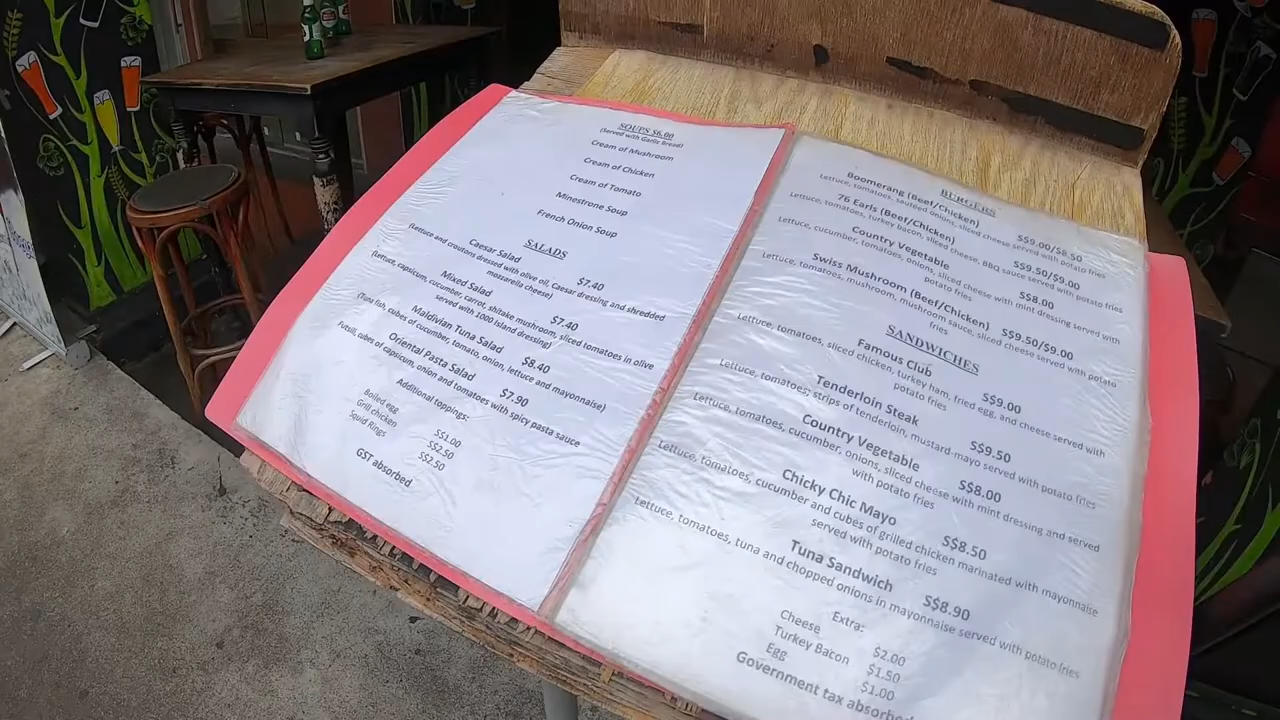 SOUPS $6.00
(Served with Garlic Bread)
Cream of Mushroom
Cream of Chicken
Cream of Tomato
Minestrone Soup
French Onion Soup
SALADS
Caesar Salad $7.40
(Lettuce and croutons dressed with olive oil, Caesar dressing and shredded
mozzarella cheese)
Mixed Salad $7.40
(Lettuce, capsicum, cucumber, carrot, shitake mushroom, sliced tomatoes in olive
served with 1000 Island dressing)
Maldivian Tuna Salad $8.40
(Tuna fish, cubes of cucumber, tomato, onion, lettuce and mayonnaise)
Oriental Pasta Salad $7.90
Fusilli, cubes of capsicum, onion and tomatoes with spicy pasta sauce
Additional toppings:
Boiled egg S$1.00
Grill chicken S$2.50
Squid Rings S$2.50
GST absorbed
BURGERS
Boomerang (Beef/Chicken) S$9.00/$8.50
Lettuce, tomatoes, sauteed onions, sliced cheese served with potato fries
76 Earls (Beef/Chicken) S$9.50/$9.00
Lettuce, tomatoes, turkey bacon, sliced cheese, BBQ sauce served with potato fries
Country Vegetable S$8.00
Lettuce, cucumber, tomatoes, onions, sliced cheese with mint dressing served with
potato fries
Swiss Mushroom (Beef/Chicken) S$9.50/$9.00
Lettuce, tomatoes, mushroom, mushroom sauce, sliced cheese served with potato
fries
SANDWICHES
Famous Club S$9.00
Lettuce, tomatoes, sliced chicken, turkey ham, fried egg, and cheese served with
potato fries
Tenderloin Steak S$9.50
Lettuce, tomatoes, strips of tenderloin, mustard-mayo served with potato fries
Country Vegetable S$8.00
Lettuce, tomatoes, cucumber, onions, sliced cheese with mint dressing and served
with potato fries
Chicky Chic Mayo S$8.50
Lettuce, tomatoes, cucumber and cubes of grilled chicken marinated with mayonnaise
served with potato fries
Tuna Sandwich S$8.90
Lettuce, tomatoes, tuna and chopped onions in mayonnaise served with potato fries
Extra:
Cheese $2.00
Turkey Bacon $1.50
Egg $1.00
Government tax absorbed